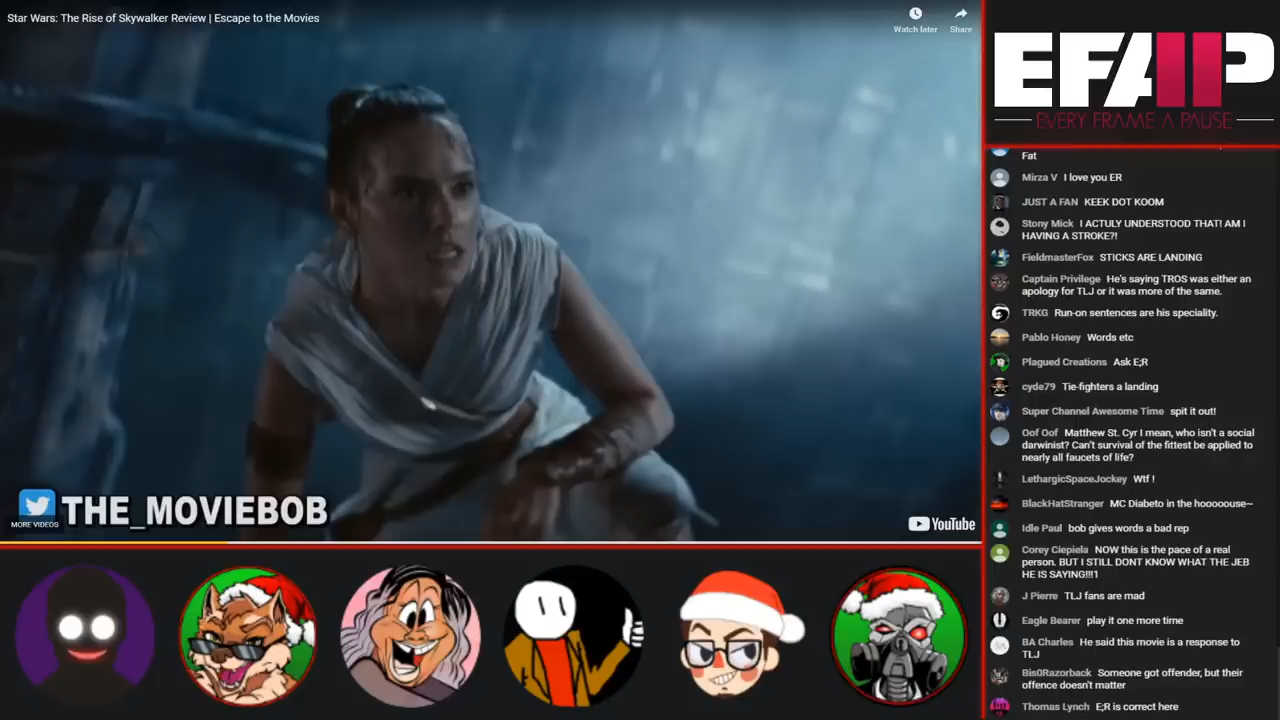 Star Wars: The Rise of Skywalker Review | Escape to the Movies
Watch later
Share
THE_MOVIEBOB
MORE VIDEOS
YouTube
EFAP
EVERY FRAME A PAUSE
Fat
Mirza V I love you ER
JUST A FAN KEEK DOT KOOM
Stony Mick I ACTULY UNDERSTOOD THAT! AM I
HAVING A STROKE?!
FieldmasterFox STICKS ARE LANDING
Captain Privilege He's saying TROS was either an
apology for TLJ or it was more of the same.
TRKG Run-on sentences are his speciality.
Pablo Honey Words etc
Plagued Creations Ask E;R
cyde79 Tie-fighters a landing
Super Channel Awesome Time spit it out!
Oof Oof Matthew St. Cyr I mean, who isn't a social
darwinist? Can't survival of the fittest be applied to
nearly all faucets of life?
LethargicSpaceJockey Wtf !
BlackHatStranger MC Diabeto in the hooooouse~
Idle Paul bob gives words a bad rep
Corey Ciepiela NOW this is the pace of a real
person. BUT I STILL DONT KNOW WHAT THE JEB
HE IS SAYING!!!1
J Pierre TLJ fans are mad
Eagle Bearer play it one more time
BA Charles He said this movie is a response to
TLJ
Bis0Razorback Someone got offender, but their
offence doesn't matter
Thomas Lynch E;R is correct here